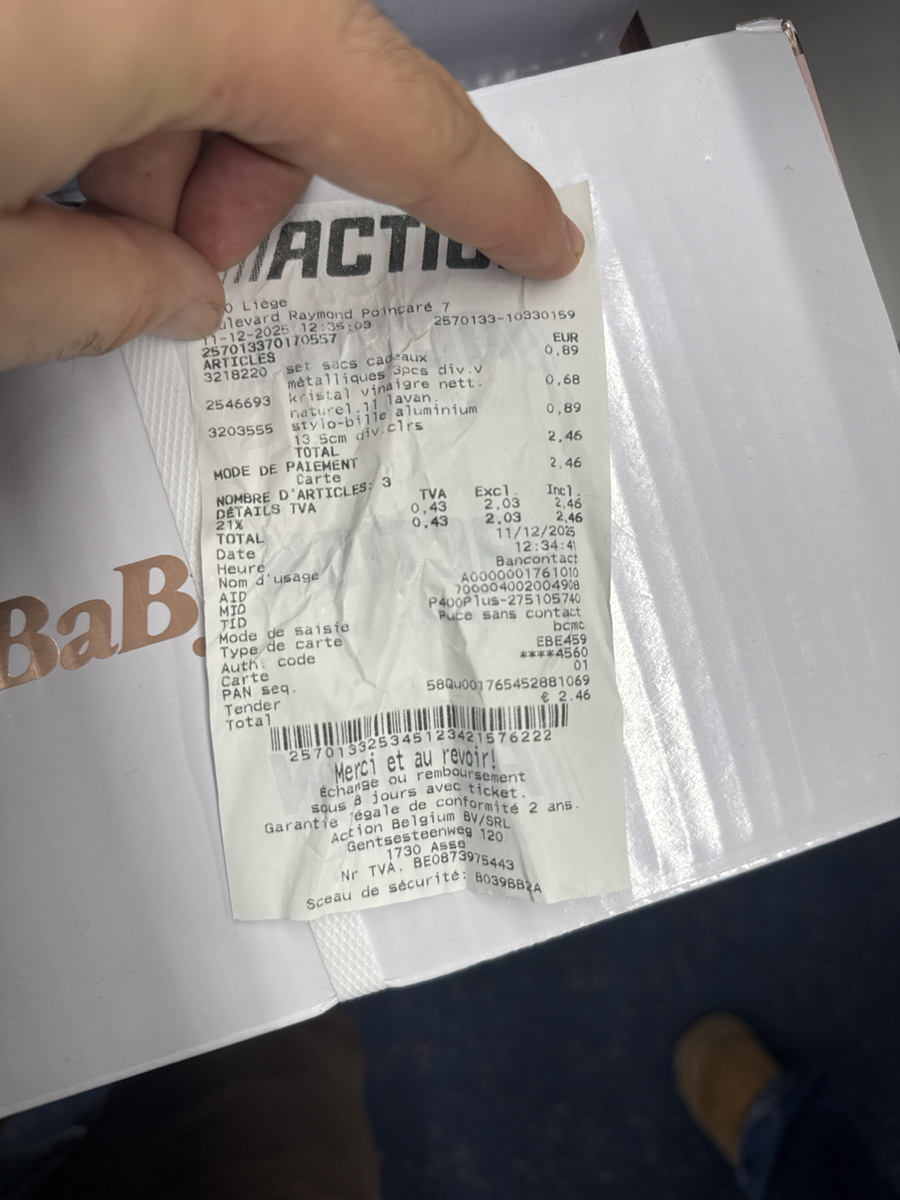 ACTIO
0 Liège
ulevard Raymond Poincaré 7
11-12-2025 12:35:03 2570133-10330159
257013370170557
ARTICLES EUR
3218220 set sacs cadeaux 0,89
métalliques 3pcs div.v
2546693 kristal vinaigre nett. 0,68
naturel 1l lavan.
3203555 stylo-bille aluminium 0,89
13.5cm div.clrs
TOTAL 2,46
MODE DE PAIEMENT
Carte 2,46
NOMBRE D'ARTICLES: 3
DÉTAILS TVA TVA Excl. Incl.
21% 0,43 2,03 2,46
TOTAL 0,43 2,03 2,46
Date 11/12/2025
Heure 12:34:41
Nom d'usage Bancontact
AID A0000001761010
MID 700004002004908
TID P400Plus-275105740
Mode de saisie Puce sans contact
Type de carte bcmc
Auth. code EBE459
Carte ****4560
PAN seq. 01
Tender 58Qu001765452881069
Total € 2.46
257013325345123421576222
Merci et au revoir!
Échange ou remboursement
sous 8 jours avec ticket.
Garantie légale de conformité 2 ans.
Action Belgium BV/SRL
Gentsesteenweg 120
1730 Asse
Nr TVA. BE0873975443
Sceau de sécurité: B039BB2A
BaB